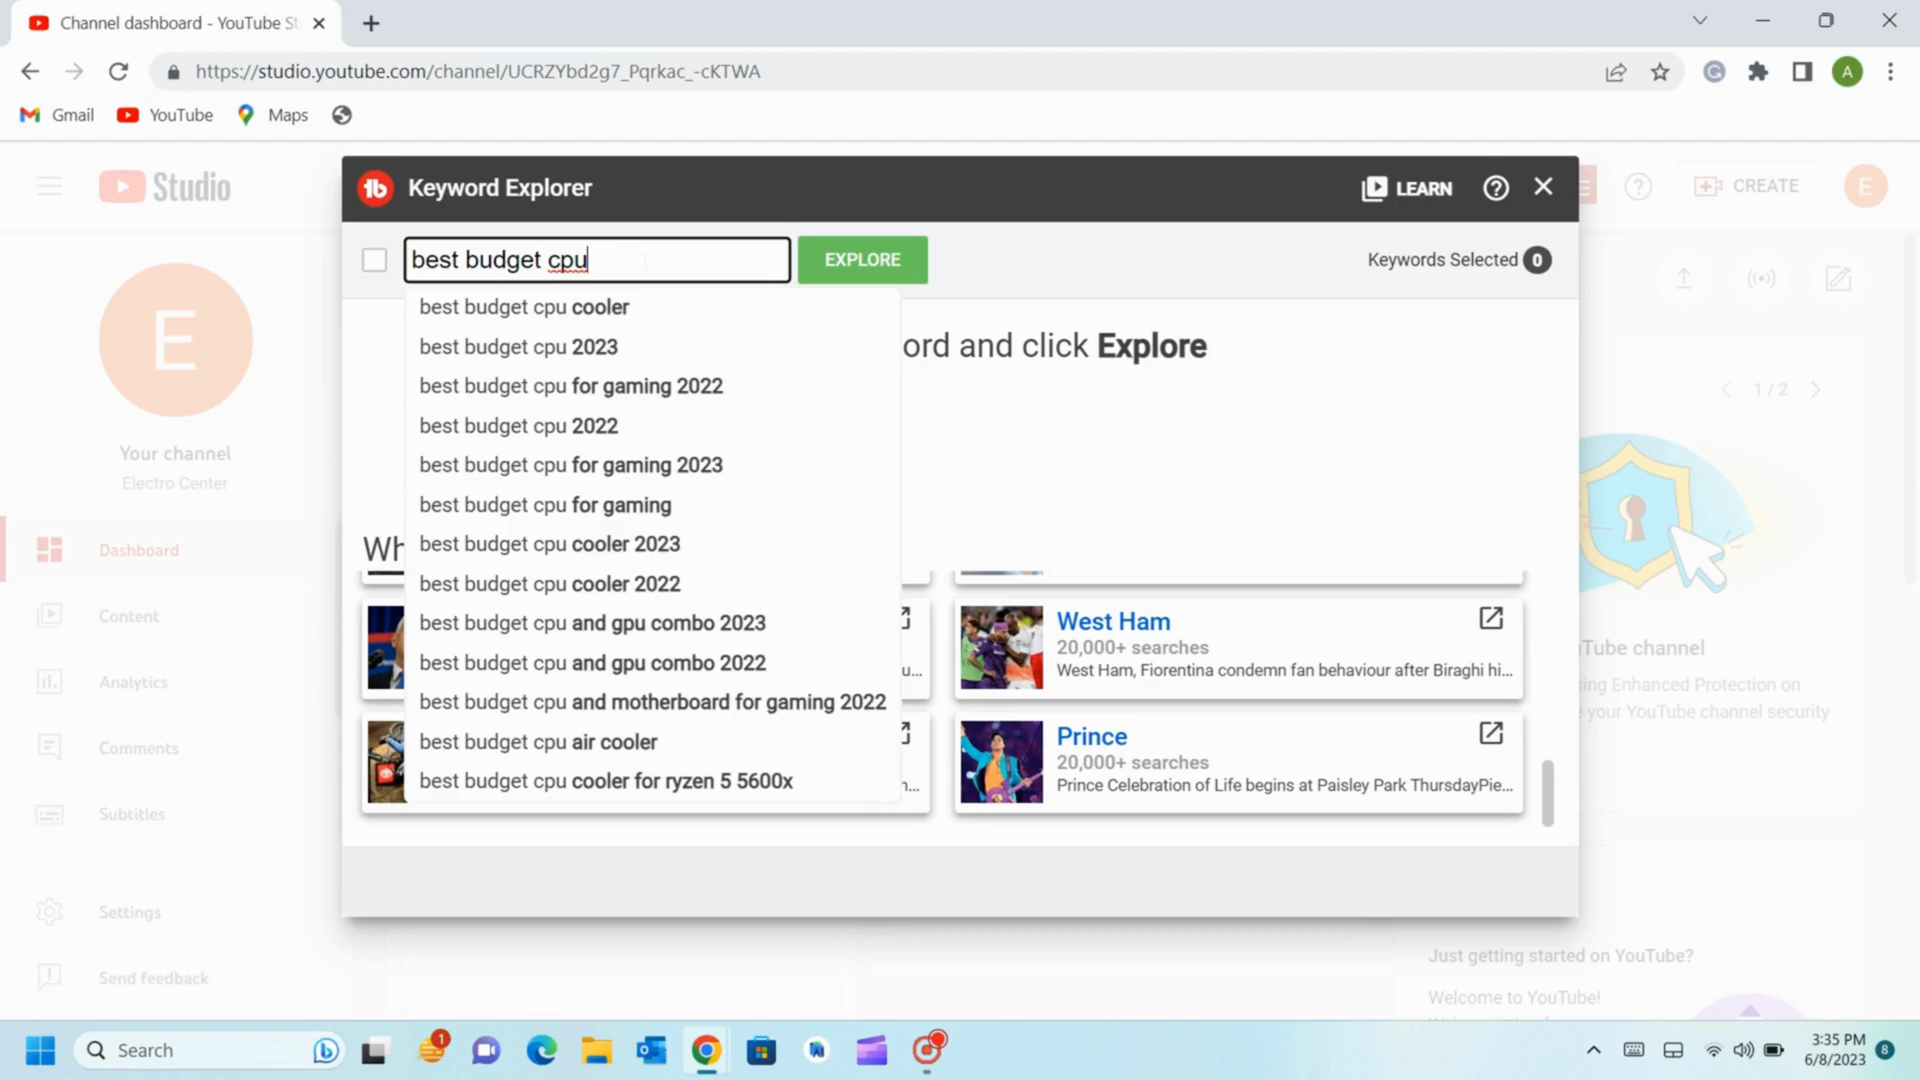 Channel dashboard - YouTube St
https://studio.youtube.com/channel/UCRZYbd2g7_Pqrkac_-cKTWA
A
Gmail
YouTube
Maps
Studio
Keyword Explorer
LEARN
CREATE
E
best budget cpu
EXPLORE
Keywords Selected 0
best budget cpu cooler
best budget cpu 2023
best budget cpu for gaming 2022
best budget cpu 2022
best budget cpu for gaming 2023
best budget cpu for gaming
best budget cpu cooler 2023
best budget cpu cooler 2022
best budget cpu and gpu combo 2023
best budget cpu and gpu combo 2022
best budget cpu and motherboard for gaming 2022
best budget cpu air cooler
best budget cpu cooler for ryzen 5 5600x
ord and click Explore
Wh
West Ham
20,000+ searches
West Ham, Fiorentina condemn fan behaviour after Biraghi hi...
Prince
20,000+ searches
Prince Celebration of Life begins at Paisley Park ThursdayPie...
u...
n...
E
Your channel
Electro Center
Dashboard
Content
Analytics
Comments
Subtitles
Settings
Send feedback
1 / 2
Tube channel
ing Enhanced Protection on
your YouTube channel security
Just getting started on YouTube?
Welcome to YouTube!
Search
1
3:35 PM
6/8/2023
8